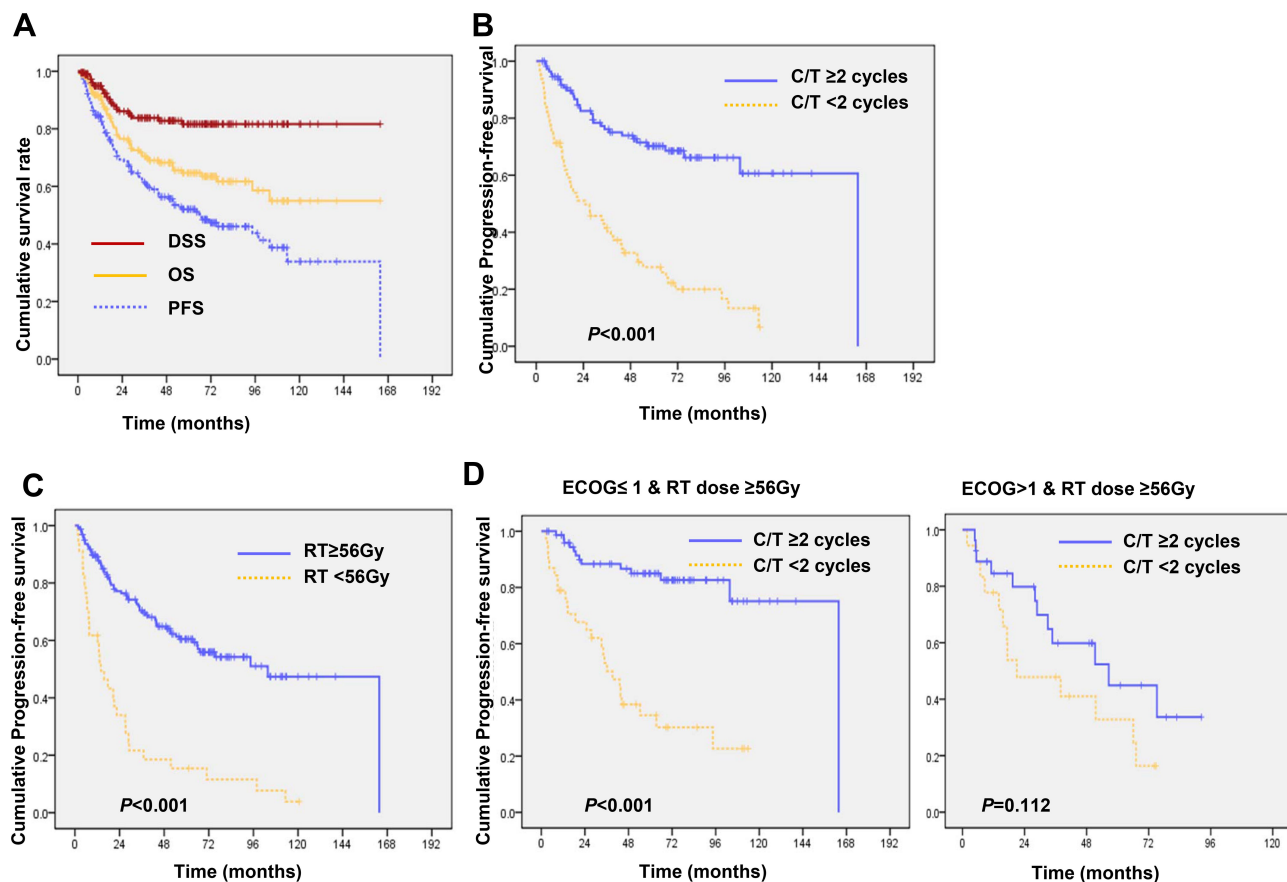 A
Cumulative survival rate
1.0
0.8
0.6
0.4
0.2
0.0
DSS
OS
PFS
0 24 48 72 96 120 144 168 192
Time (months)
B
Cumulative Progression-free survival
1.0
0.8
0.6
0.4
0.2
0.0
C/T ≥2 cycles
C/T <2 cycles
P<0.001
0 24 48 72 96 120 144 168 192
Time (months)
C
Cumulative Progression-free survival
1.0
0.8
0.6
0.4
0.2
0.0
RT≥56Gy
RT <56Gy
P<0.001
0 24 48 72 96 120 144 168 192
Time (months)
D
ECOG≤ 1 & RT dose ≥56Gy
Cumulative Progression-free survival
1.0
0.8
0.6
0.4
0.2
0.0
C/T ≥2 cycles
C/T <2 cycles
P<0.001
0 24 48 72 96 120 144 168 192
Time (months)
ECOG>1 & RT dose ≥56Gy
1.0
0.8
0.6
0.4
0.2
0.0
C/T ≥2 cycles
C/T <2 cycles
P=0.112
0 24 48 72 96 120
Time (months)